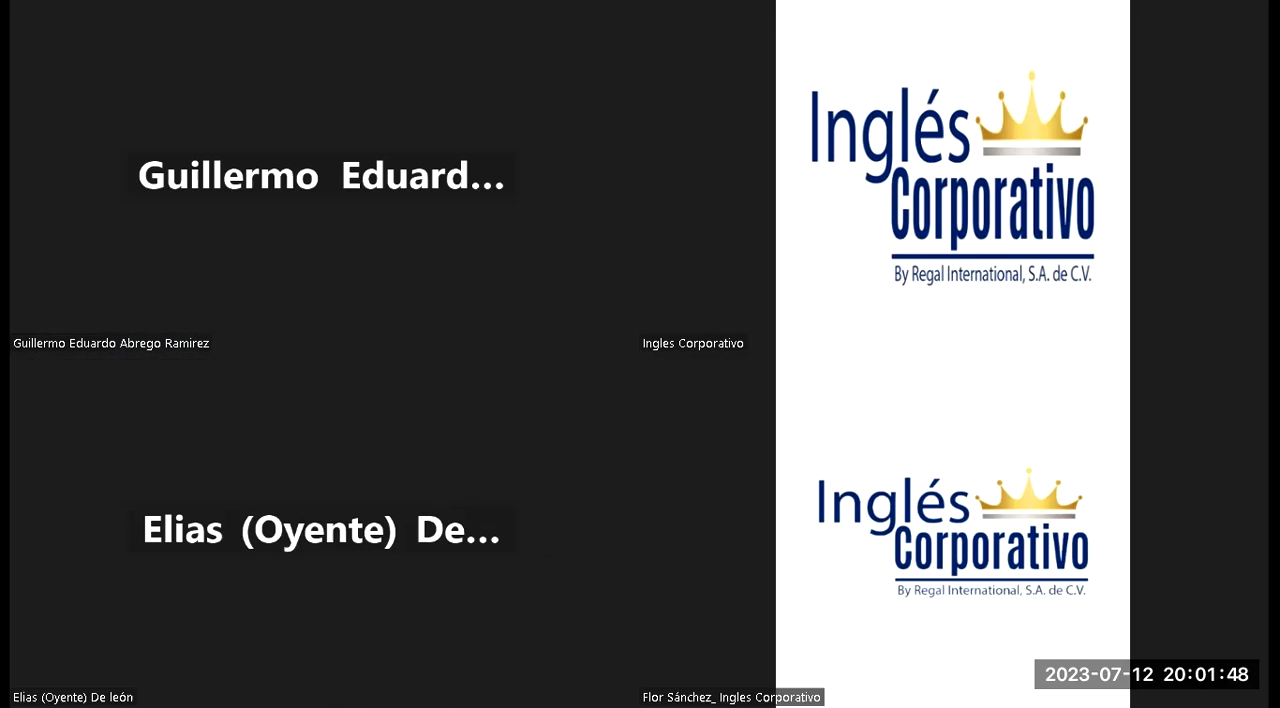 Guillermo Eduard...
Guillermo Eduardo Abrego Ramirez
Inglés
Corporativo
By Regal International, S.A. de C.V.
Ingles Corporativo
Elias (Oyente) De...
Elias (Oyente) De león
Inglés
Corporativo
By Regal International, S.A. de C.V.
Flor Sánchez_ Ingles Corporativo
2023-07-12 20:01:48